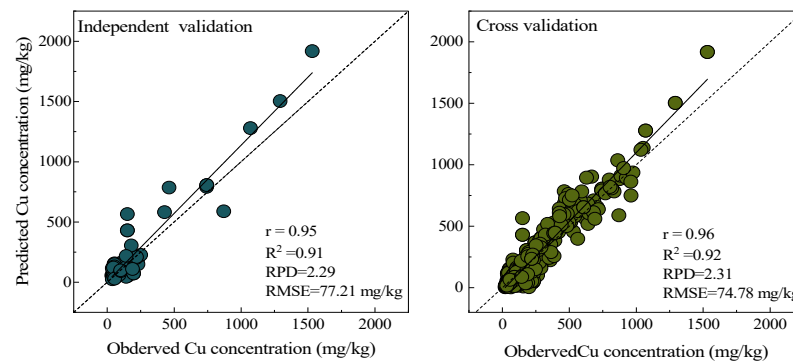 Independent validation
Predicted Cu concentration (mg/kg)
2000
1500
1000
500
0
r = 0.95
R² =0.91
RPD=2.29
RMSE=77.21 mg/kg
0 500 1000 1500 2000
Obderved Cu concentration (mg/kg)
Cross validation
2000
1500
1000
500
0
r = 0.96
R² =0.92
RPD=2.31
RMSE=74.78 mg/kg
0 500 1000 1500 2000
ObdervedCu concentration (mg/kg)